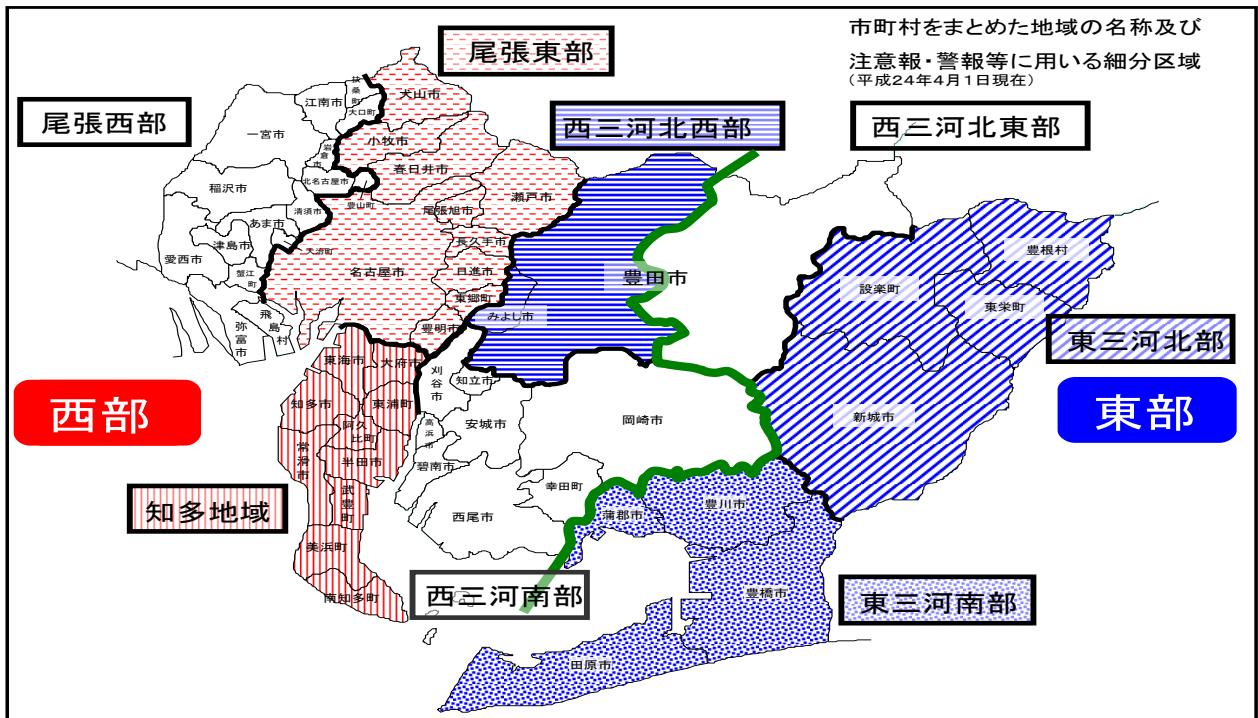 市町村をまとめた地域の名称及び
注意報・警報等に用いる細分区域
(平成24年4月1日現在)
尾張東部
尾張西部
西三河北西部
西三河北東部
扶桑町
犬山市
江南市
大口町
一宮市
小牧市
岩倉市
春日井市
北名古屋市
稲沢市
瀬戸市
豊山町
清須市
尾張旭市
あま市
津島市
大治町
長久手市
愛西市
蟹江町
名古屋市
日進市
豊田市
東郷町
みよし市
豊明市
飛島村
弥富市
豊根村
設楽町
東栄町
東三河北部
東海市
大府市
刈谷市
知立市
西部
東部
知多市
東浦町
阿久比町
高浜市
安城市
岡崎市
新城市
常滑市
半田市
碧南市
武豊町
幸田町
知多地域
西尾市
蒲郡市
豊川市
美浜町
南知多町
西三河南部
豊橋市
東三河南部
田原市